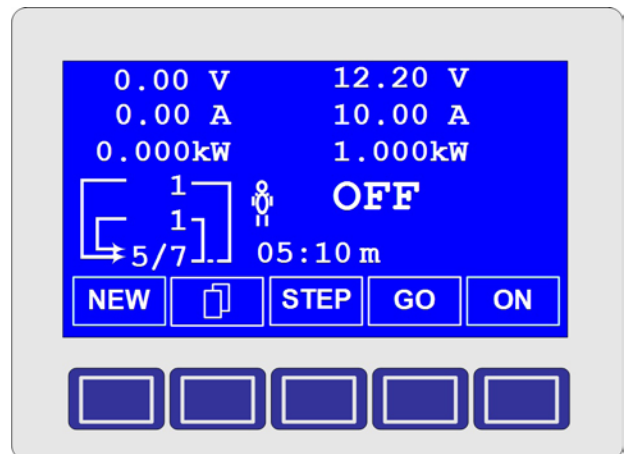 0.00 V 12.20 V
0.00 A 10.00 A
0.000kW 1.000kW
1
OFF
1
5/7 05:10 m
NEW STEP GO ON